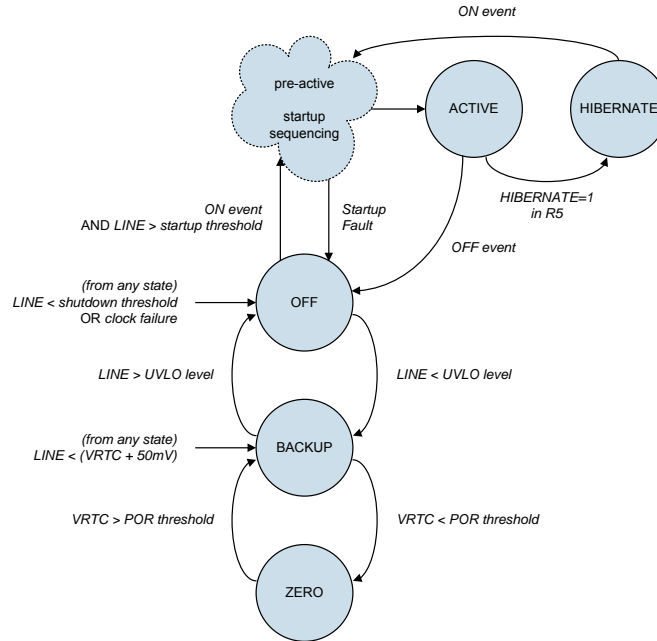 ON event
pre-active
startup
sequencing
ACTIVE
HIBERNATE
HIBERNATE=1
in R5
ON event
AND LINE > startup threshold
Startup
Fault
OFF event
(from any state)
LINE < shutdown threshold
OR clock failure
OFF
LINE > UVLO level
LINE < UVLO level
(from any state)
LINE < (VRTC + 50mV)
BACKUP
VRTC > POR threshold
VRTC < POR threshold
ZERO